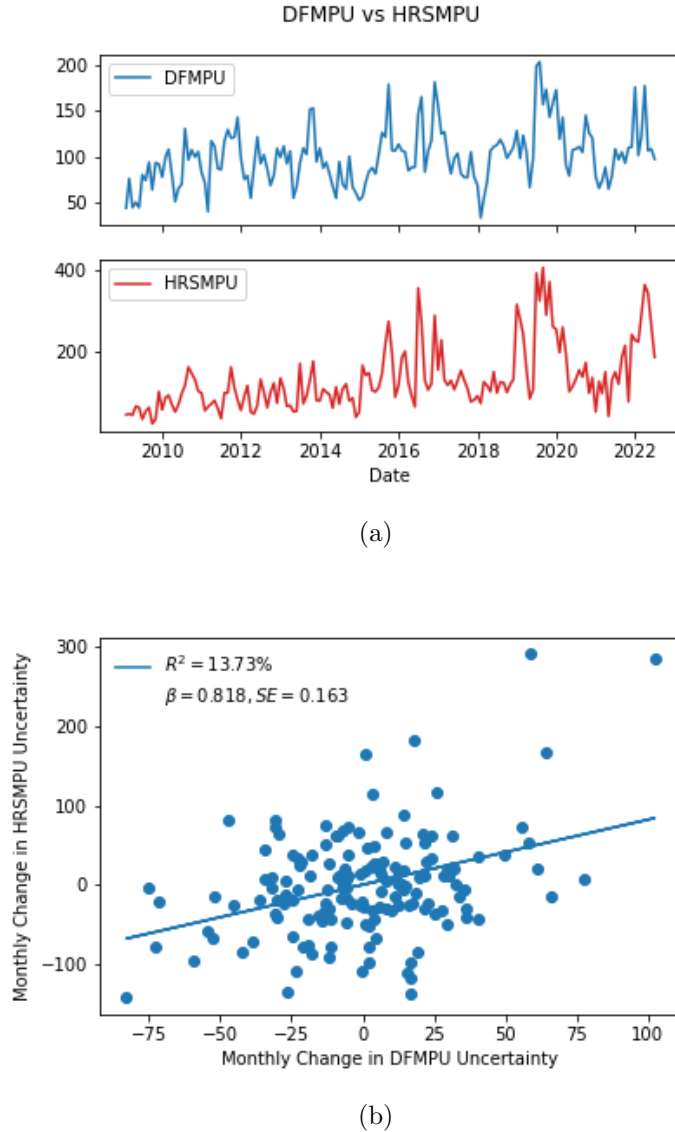 DFMPU vs HRSMPU
200
150
100
50
DFMPU
400
200
HRSMPU
2010 2012 2014 2016 2018 2020 2022
Date
(a)
Monthly Change in HRSMPU Uncertainty
300
200
100
0
−100
R² = 13.73%
β = 0.818, SE = 0.163
−75 −50 −25 0 25 50 75 100
Monthly Change in DFMPU Uncertainty
(b)